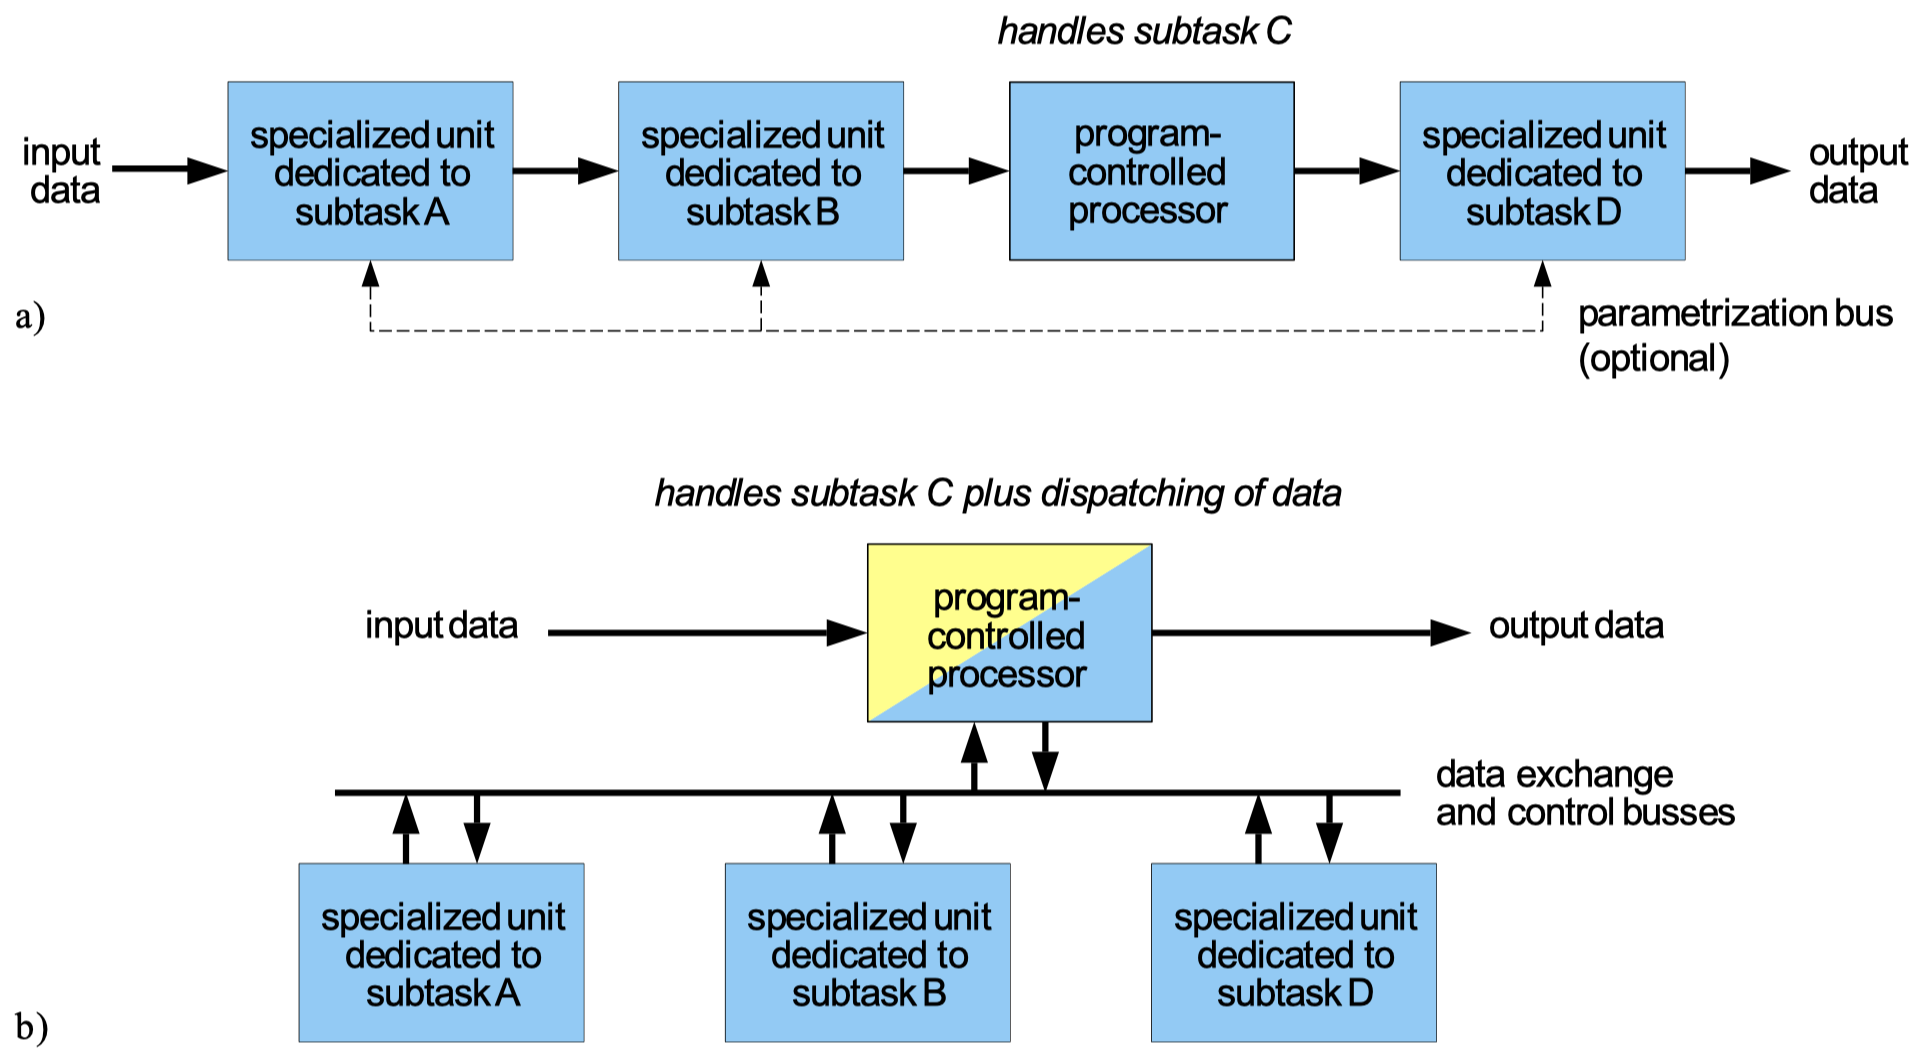 handles subtask C
input
data
specialized unit
dedicated to
subtask A
specialized unit
dedicated to
subtask B
program-
controlled
processor
specialized unit
dedicated to
subtask D
output
data
a)
parametrization bus
(optional)
handles subtask C plus dispatching of data
input data
program-
controlled
processor
output data
data exchange
and control busses
specialized unit
dedicated to
subtask A
specialized unit
dedicated to
subtask B
specialized unit
dedicated to
subtask D
b)